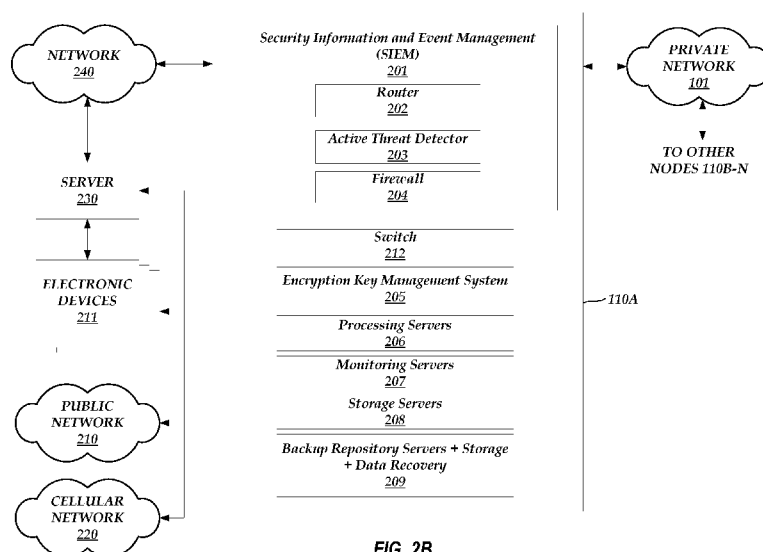 NETWORK
240
SERVER
230
ELECTRONIC
DEVICES
211
PUBLIC
NETWORK
210
CELLULAR
NETWORK
220
Security Information and Event Management
(SIEM)
201
Router
202
Active Threat Detector
203
Firewall
204
Switch
212
Encryption Key Management System
205
Processing Servers
206
Monitoring Servers
207
Storage Servers
208
Backup Repository Servers + Storage
+ Data Recovery
209
PRIVATE
NETWORK
101
TO OTHER
NODES 110B-N
110A
FIG. 2B